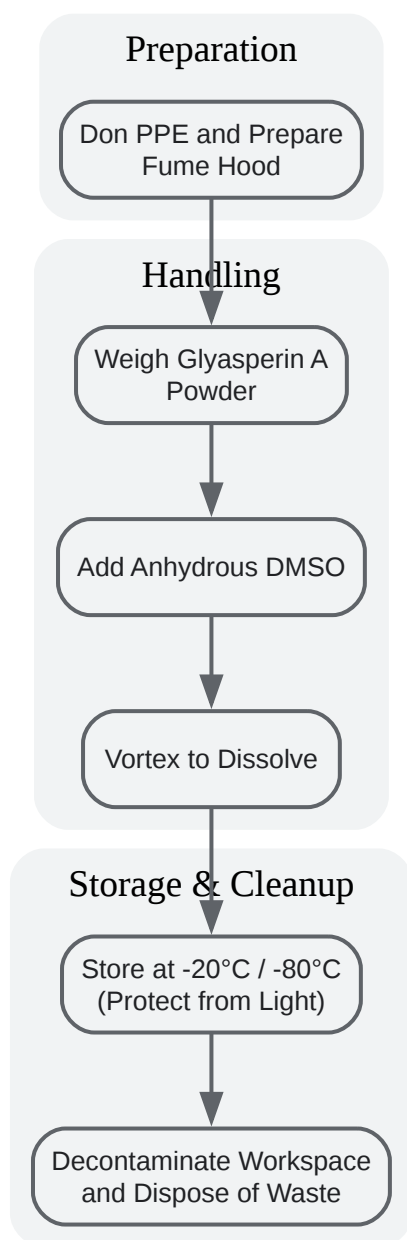 Preparation
Don PPE and Prepare
Fume Hood
Handling
Weigh Glyasperin A
Powder
Add Anhydrous DMSO
Vortex to Dissolve
Storage & Cleanup
Store at -20°C / -80°C
(Protect from Light)
Decontaminate Workspace
and Dispose of Waste